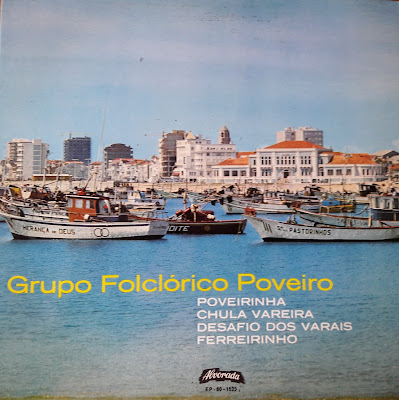 HERANÇA DE DEUS
DITE
PASTORINHOS
Grupo Folclórico Poveiro
POVEIRINHA
CHULA VAREIRA
DESAFIO DOS VARAIS
FERREIRINHO
Alvorada